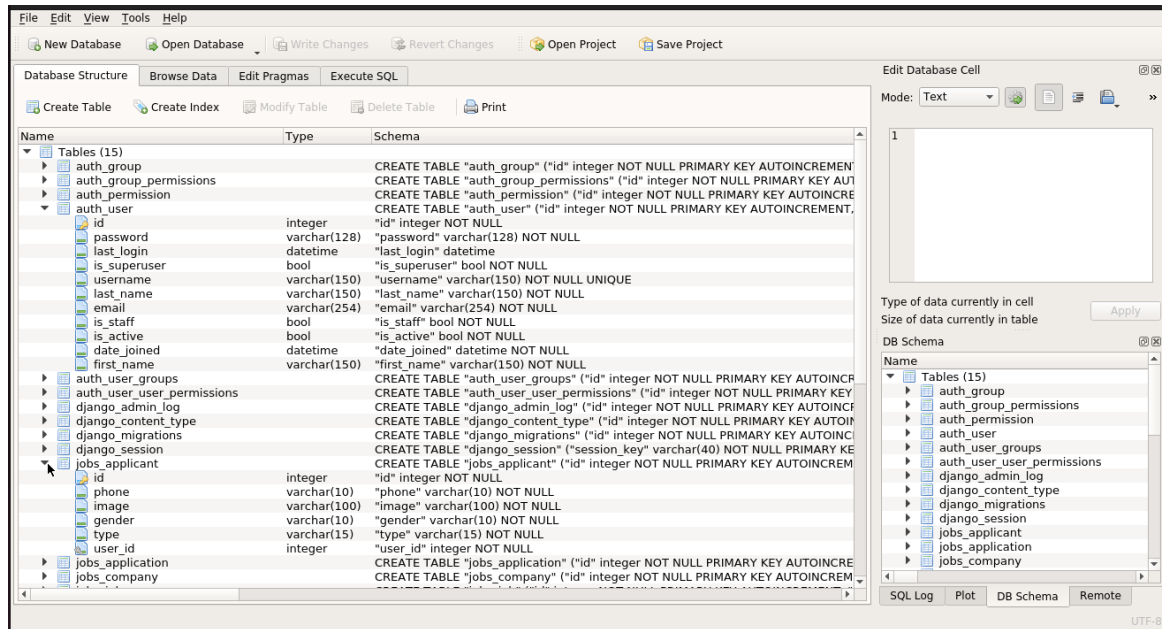 File Edit View Tools Help
New Database Open Database Write Changes Revert Changes Open Project Save Project
Database Structure Browse Data Edit Pragmas Execute SQL
Create Table Create Index Modify Table Delete Table Print
Name Type Schema
Tables (15)
auth_group CREATE TABLE "auth_group" ("id" integer NOT NULL PRIMARY KEY AUTOINCREMEN
auth_group_permissions CREATE TABLE "auth_group_permissions" ("id" integer NOT NULL PRIMARY KEY AUT
auth_permission CREATE TABLE "auth_permission" ("id" integer NOT NULL PRIMARY KEY AUTOINCRE
auth_user CREATE TABLE "auth_user" ("id" integer NOT NULL PRIMARY KEY AUTOINCREMENT,
id integer "id" integer NOT NULL
password varchar(128) "password" varchar(128) NOT NULL
last_login datetime "last_login" datetime
is_superuser bool "is_superuser" bool NOT NULL
username varchar(150) "username" varchar(150) NOT NULL UNIQUE
last_name varchar(150) "last_name" varchar(150) NOT NULL
email varchar(254) "email" varchar(254) NOT NULL
is_staff bool "is_staff" bool NOT NULL
is_active bool "is_active" bool NOT NULL
date_joined datetime "date_joined" datetime NOT NULL
first_name varchar(150) "first_name" varchar(150) NOT NULL
auth_user_groups CREATE TABLE "auth_user_groups" ("id" integer NOT NULL PRIMARY KEY AUTOINCR
auth_user_user_permissions CREATE TABLE "auth_user_user_permissions" ("id" integer NOT NULL PRIMARY KEY
django_admin_log CREATE TABLE "django_admin_log" ("id" integer NOT NULL PRIMARY KEY AUTOINCF
django_content_type CREATE TABLE "django_content_type" ("id" integer NOT NULL PRIMARY KEY AUTOIN
django_migrations CREATE TABLE "django_migrations" ("id" integer NOT NULL PRIMARY KEY AUTOINC
django_session CREATE TABLE "django_session" ("session_key" varchar(40) NOT NULL PRIMARY KE
jobs_applicant CREATE TABLE "jobs_applicant" ("id" integer NOT NULL PRIMARY KEY AUTOINCREM
id integer "id" integer NOT NULL
phone varchar(10) "phone" varchar(10) NOT NULL
image varchar(100) "image" varchar(100) NOT NULL
gender varchar(10) "gender" varchar(10) NOT NULL
type varchar(15) "type" varchar(15) NOT NULL
user_id integer "user_id" integer NOT NULL
jobs_application CREATE TABLE "jobs_application" ("id" integer NOT NULL PRIMARY KEY AUTOINCRE
jobs_company CREATE TABLE "jobs_company" ("id" integer NOT NULL PRIMARY KEY AUTOINCREM
Edit Database Cell
Mode: Text »
1
Type of data currently in cell
Size of data currently in table
Apply
DB Schema
Name
Tables (15)
auth_group
auth_group_permissions
auth_permission
auth_user
auth_user_groups
auth_user_user_permissions
django_admin_log
django_content_type
django_migrations
django_session
jobs_applicant
jobs_application
jobs_company
SQL Log Plot DB Schema Remote
UTF-8